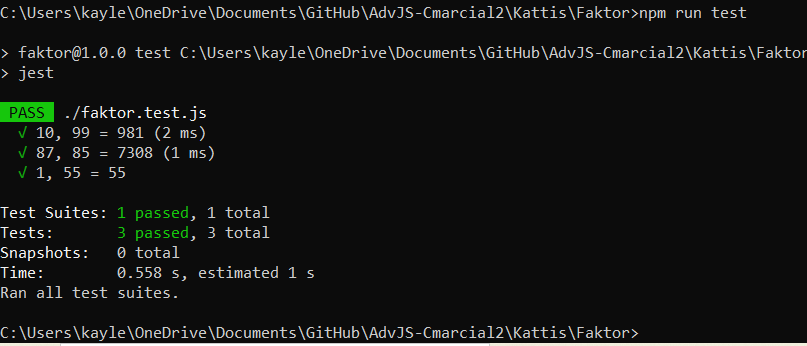 C:\Users\kayle\OneDrive\Documents\GitHub\AdvJS-Cmarcial2\Kattis\Faktor>npm run test
> faktor@1.0.0 test C:\Users\kayle\OneDrive\Documents\GitHub\AdvJS-Cmarcial2\Kattis\Faktor
> jest
PASS ./faktor.test.js
√ 10, 99 = 981 (2 ms)
√ 87, 85 = 7308 (1 ms)
√ 1, 55 = 55
Test Suites: 1 passed, 1 total
Tests: 3 passed, 3 total
Snapshots: 0 total
Time: 0.558 s, estimated 1 s
Ran all test suites.
C:\Users\kayle\OneDrive\Documents\GitHub\AdvJS-Cmarcial2\Kattis\Faktor>